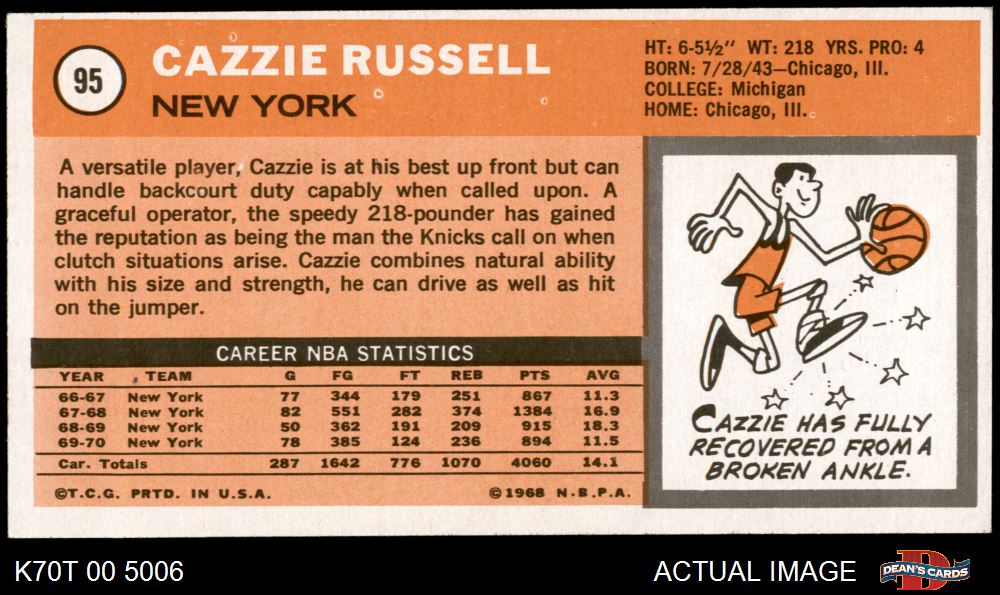 95
CAZZIE RUSSELL
NEW YORK
HT: 6-5½" WT: 218 YRS. PRO: 4
BORN: 7/28/43—Chicago, Ill.
COLLEGE: Michigan
HOME: Chicago, Ill.
A versatile player, Cazzie is at his best up front but can
handle backcourt duty capably when called upon. A
graceful operator, the speedy 218-pounder has gained
the reputation as being the man the Knicks call on when
clutch situations arise. Cazzie combines natural ability
with his size and strength, he can drive as well as hit
on the jumper.
CAREER NBA STATISTICS
YEAR TEAM G FG FT REB PTS AVG
66-67 New York 77 344 179 251 867 11.3
67-68 New York 82 551 282 374 1384 16.9
68-69 New York 50 362 191 209 915 18.3
69-70 New York 78 385 124 236 894 11.5
Car. Totals 287 1642 776 1070 4060 14.1
©T.C.G. PRTD. IN U.S.A. ©1968 N.B.P.A.
CAZZIE HAS FULLY
RECOVERED FROM A
BROKEN ANKLE.
K70T 00 5006
ACTUAL IMAGE
D
DEAN'S CARDS